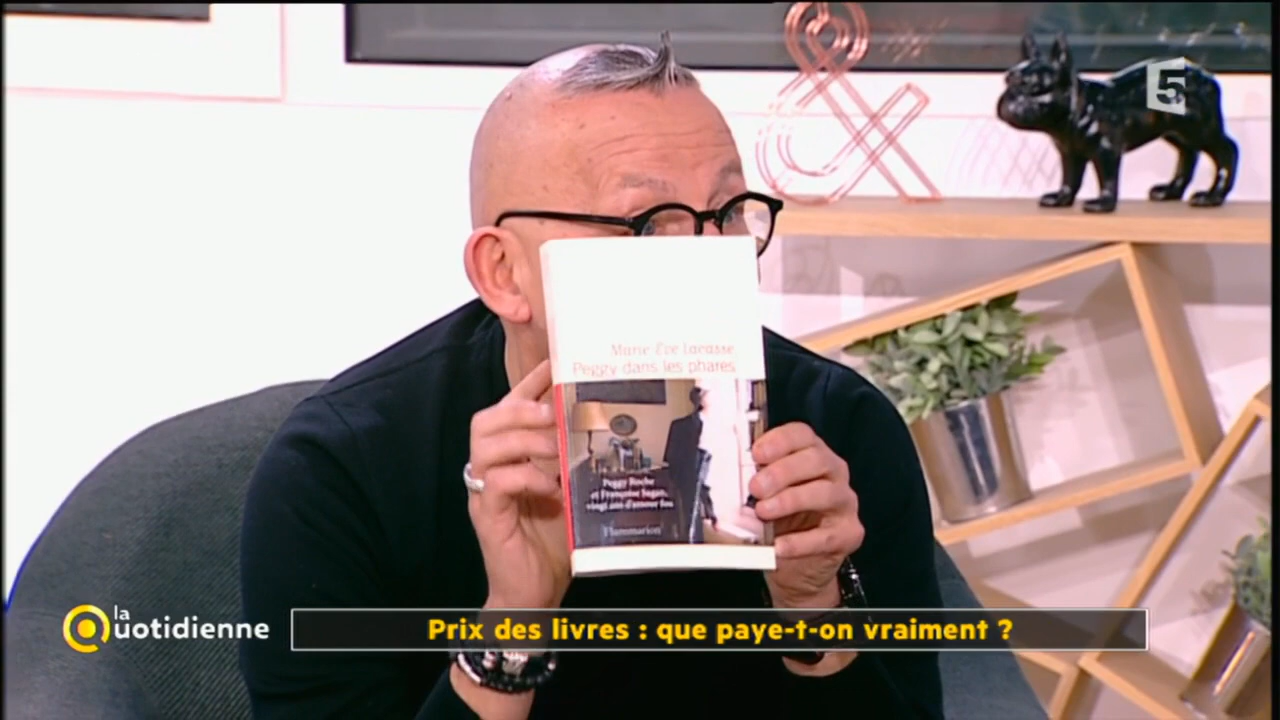 5
Marie-Ève Lacasse
Peggy dans les phares
Peggy Roche
et Françoise Sagan,
vingt ans d'amour fou
Flammarion
la
Quotidienne
Prix des livres : que paye-t-on vraiment ?